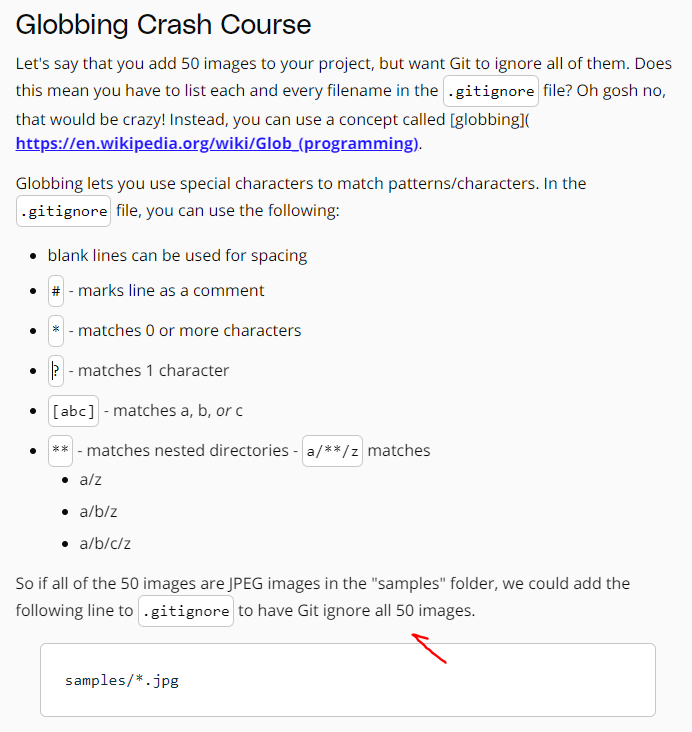 Globbing Crash Course
Let's say that you add 50 images to your project, but want Git to ignore all of them. Does
this mean you have to list each and every filename in the .gitignore file? Oh gosh no,
that would be crazy! Instead, you can use a concept called [globbing](
https://en.wikipedia.org/wiki/Glob_(programming).
Globbing lets you use special characters to match patterns/characters. In the
.gitignore file, you can use the following:
• blank lines can be used for spacing
• # - marks line as a comment
• * - matches 0 or more characters
• ? - matches 1 character
• [abc] - matches a, b, or c
• ** - matches nested directories - a/**/z matches
• a/z
• a/b/z
• a/b/c/z
So if all of the 50 images are JPEG images in the "samples" folder, we could add the
following line to .gitignore to have Git ignore all 50 images.
samples/*.jpg